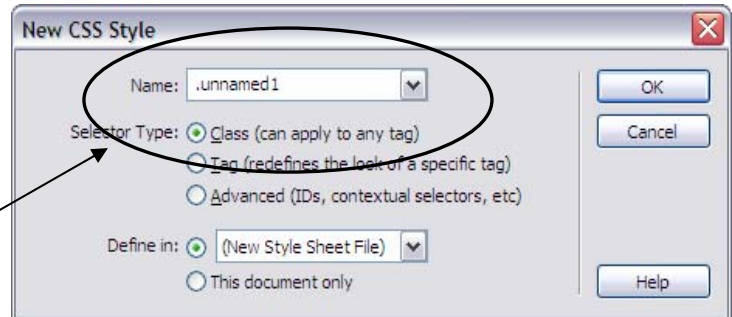 New CSS Style
Name: .unnamed1
OK
Selector Type: Class (can apply to any tag)
Cancel
Tag (redefines the look of a specific tag)
Advanced (IDs, contextual selectors, etc)
Define in: (New Style Sheet File)
This document only
Help